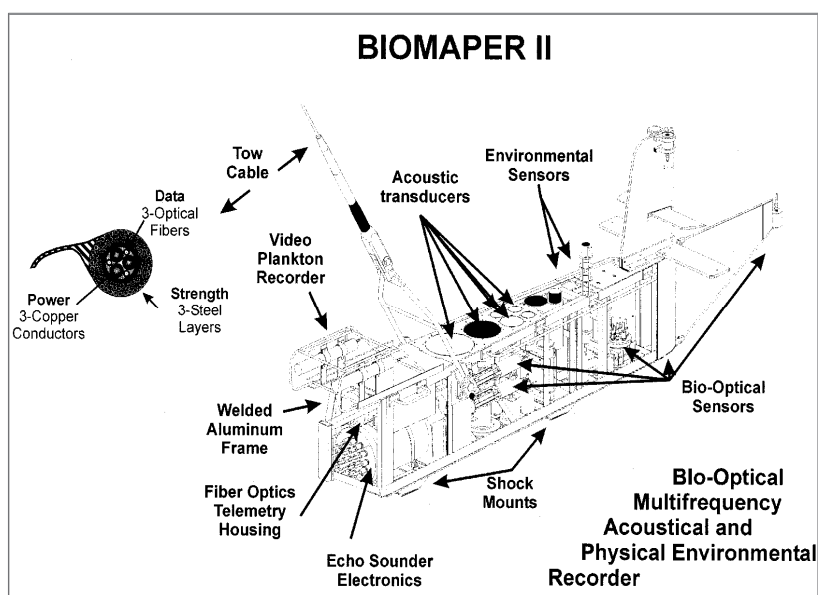 BIOMAPER II
Tow
Cable
Environmental
Sensors
Acoustic
transducers
Data
3-Optical
Fibers
Video
Plankton
Recorder
Power
3-Copper
Conductors
Strength
3-Steel
Layers
Bio-Optical
Sensors
Welded
Aluminum
Frame
Shock
Mounts
Fiber Optics
Telemetry
Housing
Echo Sounder
Electronics
BIo-Optical
Multifrequency
Acoustical and
Physical Environmental
Recorder